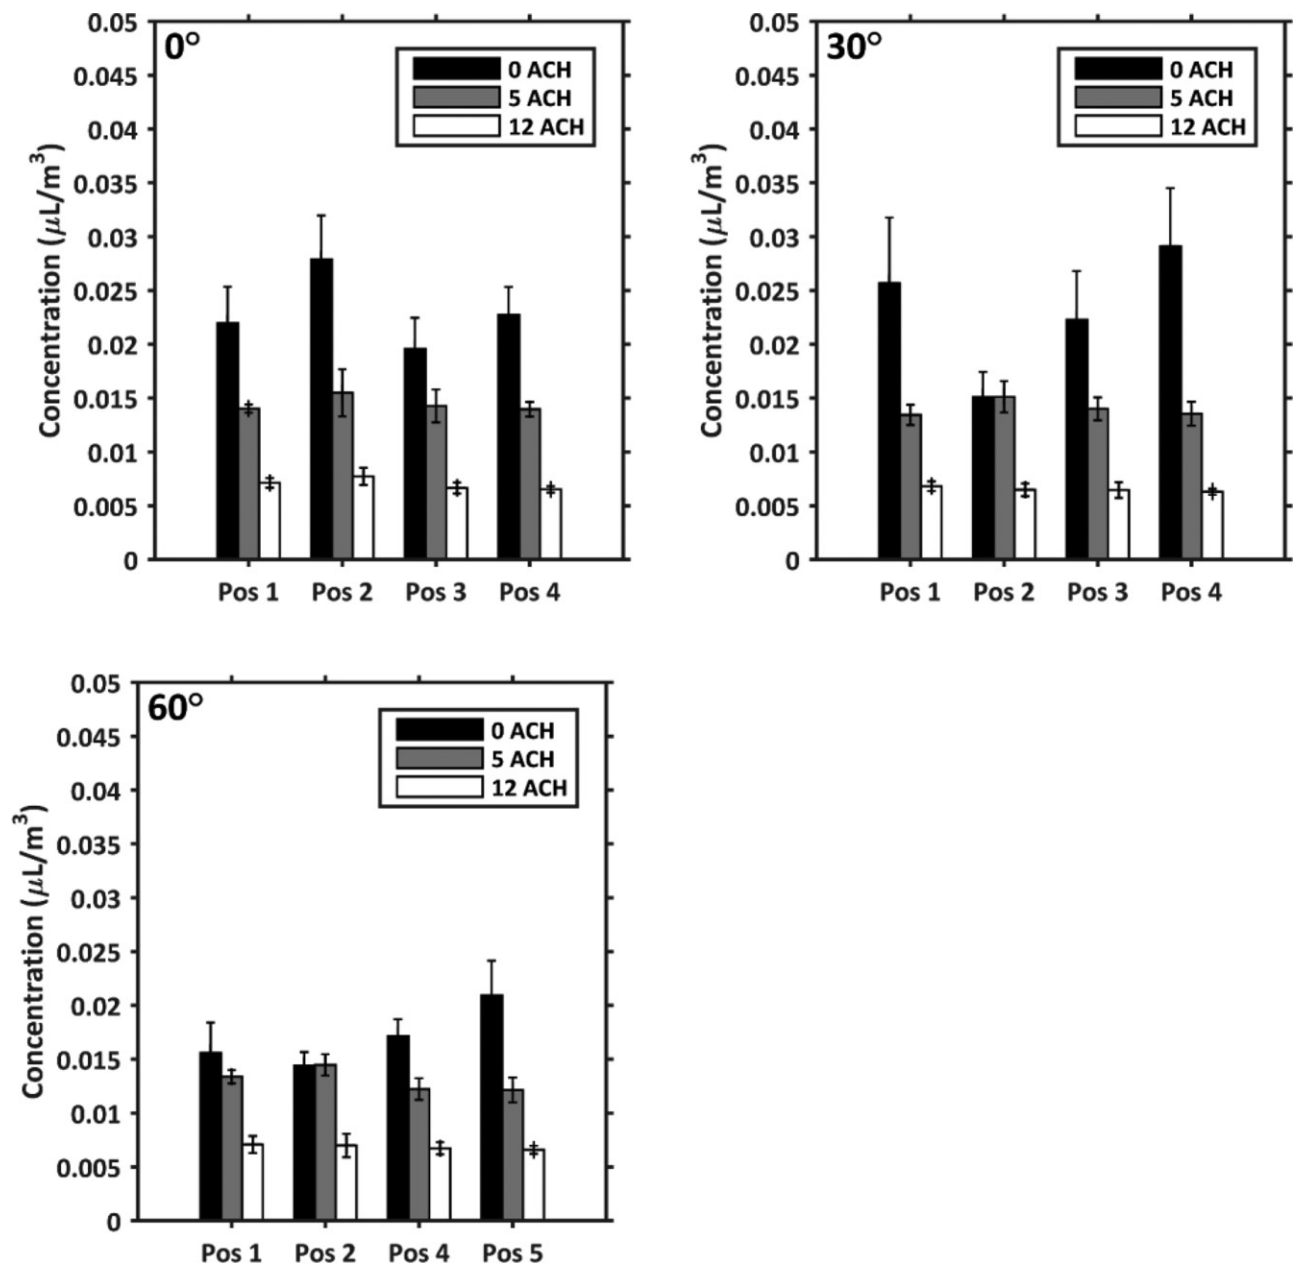 0°
0 ACH
5 ACH
12 ACH
0.05
0.045
0.04
0.035
0.03
0.025
0.02
0.015
0.01
0.005
0
Concentration (μL/m³)
Pos 1 Pos 2 Pos 3 Pos 4
30°
0 ACH
5 ACH
12 ACH
0.05
0.045
0.04
0.035
0.03
0.025
0.02
0.015
0.01
0.005
0
Concentration (μL/m³)
Pos 1 Pos 2 Pos 3 Pos 4
60°
0 ACH
5 ACH
12 ACH
0.05
0.045
0.04
0.035
0.03
0.025
0.02
0.015
0.01
0.005
0
Concentration (μL/m³)
Pos 1 Pos 2 Pos 4 Pos 5